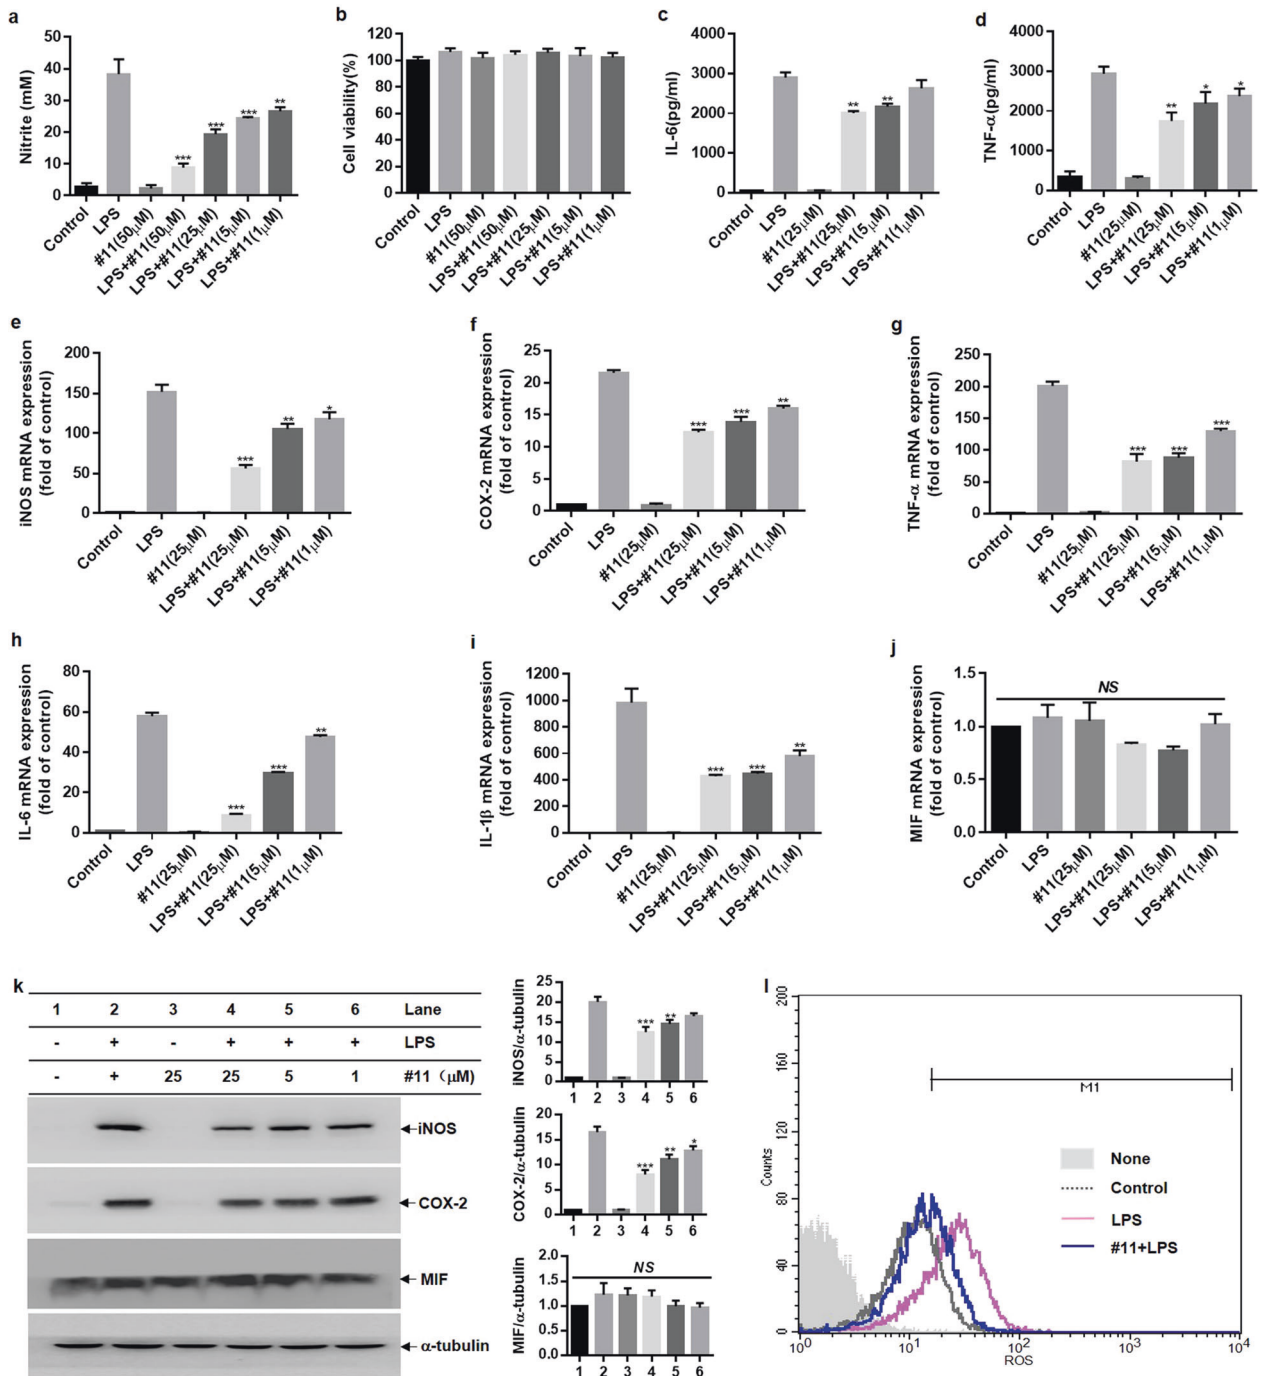 a
Nitrite (mM)
50
40
30
20
10
0
***
***
***
**
Control
LPS
#11(50μM)
LPS+#11(50μM)
LPS+#11(25μM)
LPS+#11(5μM)
LPS+#11(1μM)
b
Cell viability(%)
120
100
80
60
40
20
0
Control
LPS
#11(50μM)
LPS+#11(50μM)
LPS+#11(25μM)
LPS+#11(5μM)
LPS+#11(1μM)
c
IL-6(pg/ml)
4000
3000
2000
1000
0
**
**
Control
LPS
#11(25μM)
LPS+#11(25μM)
LPS+#11(5μM)
LPS+#11(1μM)
d
TNF-α(pg/ml)
4000
3000
2000
1000
0
**
*
*
Control
LPS
#11(25μM)
LPS+#11(25μM)
LPS+#11(5μM)
LPS+#11(1μM)
e
iNOS mRNA expression
(fold of control)
200
150
100
50
0
***
**
*
Control
LPS
#11(25μM)
LPS+#11(25μM)
LPS+#11(5μM)
LPS+#11(1μM)
f
COX-2 mRNA expression
(fold of control)
25
20
15
10
5
0
***
***
**
Control
LPS
#11(25μM)
LPS+#11(25μM)
LPS+#11(5μM)
LPS+#11(1μM)
g
TNF-α mRNA expression
(fold of control)
250
200
150
100
50
0
***
***
***
Control
LPS
#11(25μM)
LPS+#11(25μM)
LPS+#11(5μM)
LPS+#11(1μM)
h
IL-6 mRNA expression
(fold of control)
80
60
40
20
0
***
***
**
Control
LPS
#11(25μM)
LPS+#11(25μM)
LPS+#11(5μM)
LPS+#11(1μM)
i
IL-1β mRNA expression
(fold of control)
1200
1000
800
600
400
200
0
***
***
**
Control
LPS
#11(25μM)
LPS+#11(25μM)
LPS+#11(5μM)
LPS+#11(1μM)
j
MIF mRNA expression
(fold of control)
1.5
1.0
0.5
0.0
NS
Control
LPS
#11(25μM)
LPS+#11(25μM)
LPS+#11(5μM)
LPS+#11(1μM)
k
1 2 3 4 5 6 Lane
- + - + + + LPS
- + 25 25 5 1 #11 (μM)
iNOS
COX-2
MIF
α-tubulin
iNOS/α-tubulin
25
20
15
10
5
0
***
**
1 2 3 4 5 6
COX-2/α-tubulin
20
15
10
5
0
***
**
*
1 2 3 4 5 6
MIF/α-tubulin
2.0
1.5
1.0
0.5
0.0
NS
1 2 3 4 5 6
l
Counts
200
160
120
80
40
0
M1
None
Control
LPS
#11+LPS
10⁰ 10¹ 10² 10³ 10⁴
ROS